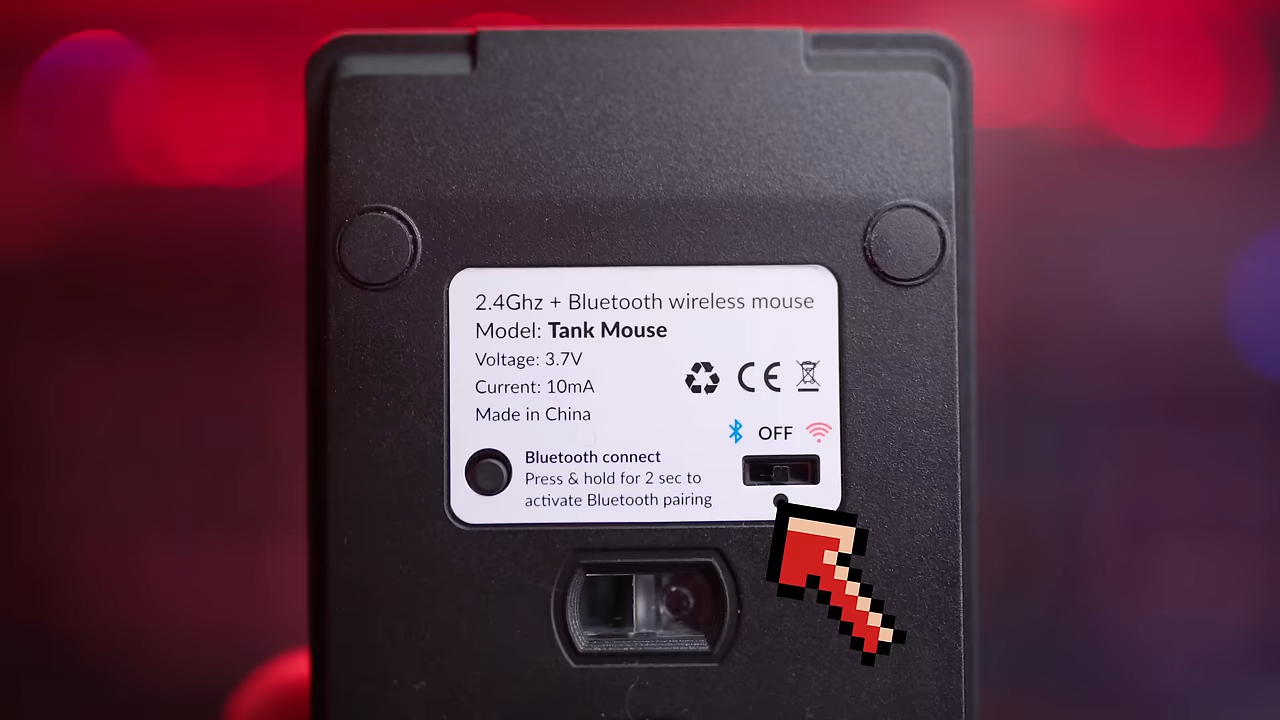 2.4Ghz + Bluetooth wireless mouse
Model: Tank Mouse
Voltage: 3.7V
Current: 10mA
Made in China
CE
OFF
Bluetooth connect
Press & hold for 2 sec to
activate Bluetooth pairing